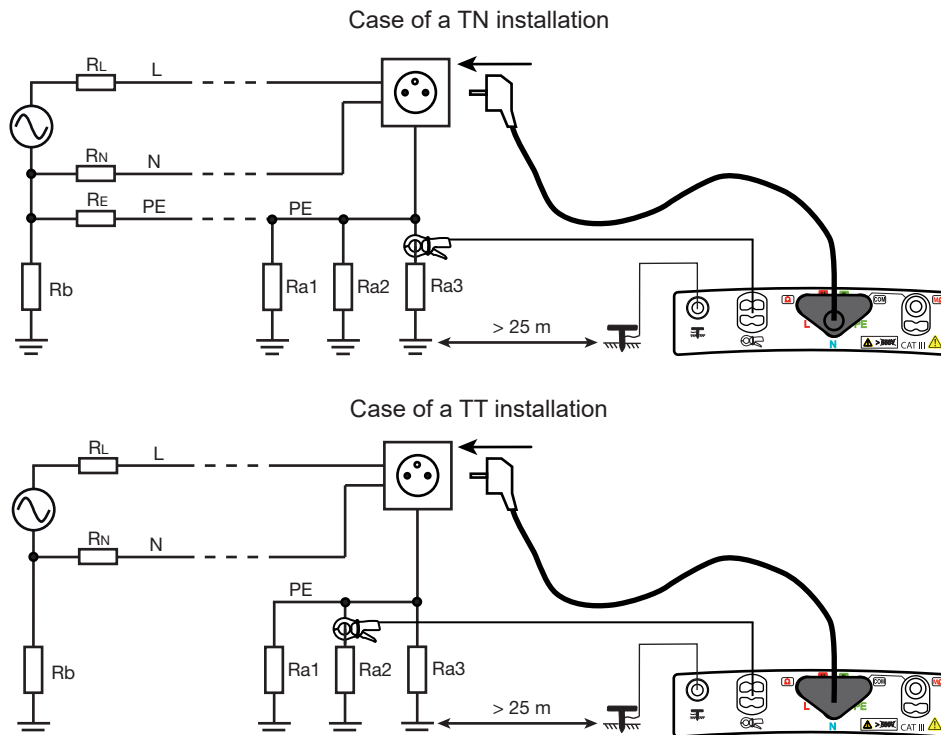 Case of a TN installation
RL L
RN N
RE PE PE
Rb Ra1 Ra2 Ra3
> 25 m
COM
L PE
N CAT III
Case of a TT installation
RL L
RN N
PE
Rb Ra1 Ra2 Ra3
> 25 m
COM
L PE
N CAT III